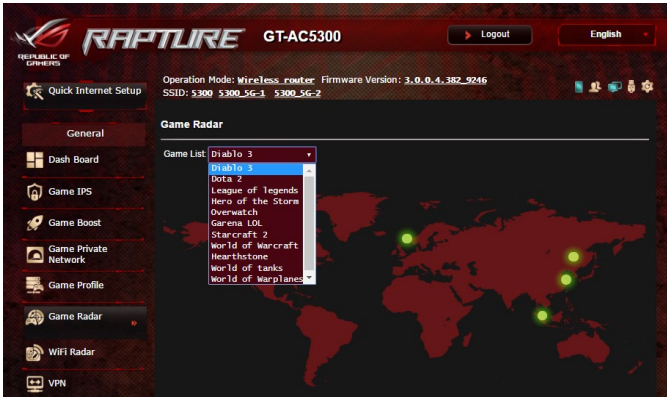 REPUBLIC OF
GAMERS
RAPTURE
GT-AC5300
Logout
English
Quick Internet Setup
Operation Mode: Wireless router Firmware Version: 3.0.0.4.382_9246
SSID: 5300 5300_5G-1 5300_5G-2
General
Dash Board
Game IPS
Game Boost
Game Private
Network
Game Profile
Game Radar
WiFi Radar
VPN
Game Radar
Game List Diablo 3
Diablo 3
Dota 2
League of legends
Hero of the Storm
Overwatch
Garena LOL
Starcraft 2
World of Warcraft
Hearthstone
World of tanks
World of Warplanes